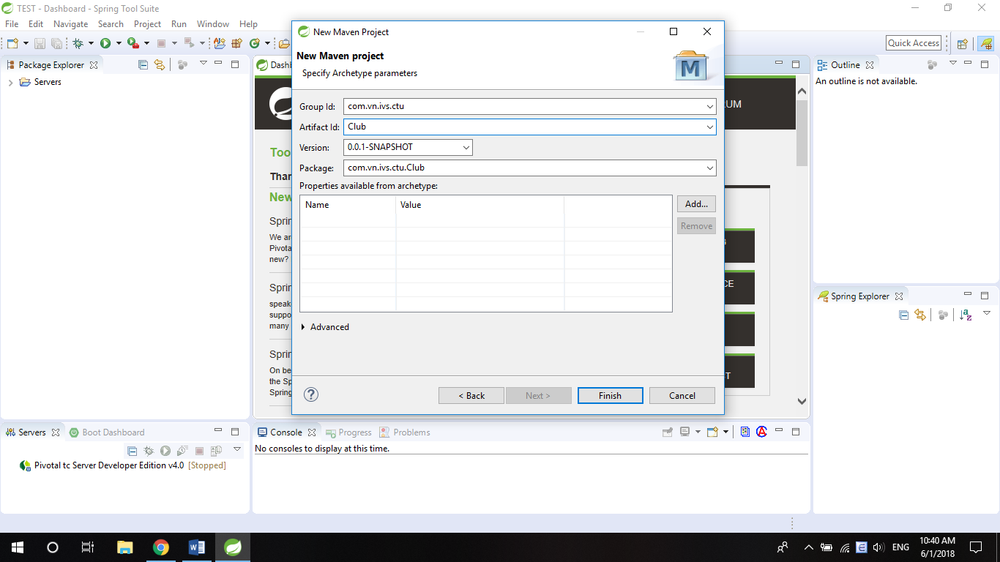 TEST - Dashboard - Spring Tool Suite
File Edit Navigate Search Project Run Window Help
Quick Access
Package Explorer
Servers
Dash
RUM
Too
Than
New
Sprin
We ar
Pivota
new?
Sprin
speak
suppo
many
Sprin
On be
the Sp
Spring
G
CE
T
New Maven Project
New Maven project
Specify Archetype parameters
M
Group Id: com.vn.ivs.ctu
Artifact Id: Club
Version: 0.0.1-SNAPSHOT
Package: com.vn.ivs.ctu.Club
Properties available from archetype:
Name Value
Add...
Remove
Advanced
? < Back Next > Finish Cancel
Outline
An outline is not available.
Spring Explorer
Servers Boot Dashboard
Pivotal tc Server Developer Edition v4.0 [Stopped]
Console Progress Problems
No consoles to display at this time.
ENG
10:40 AM
6/1/2018